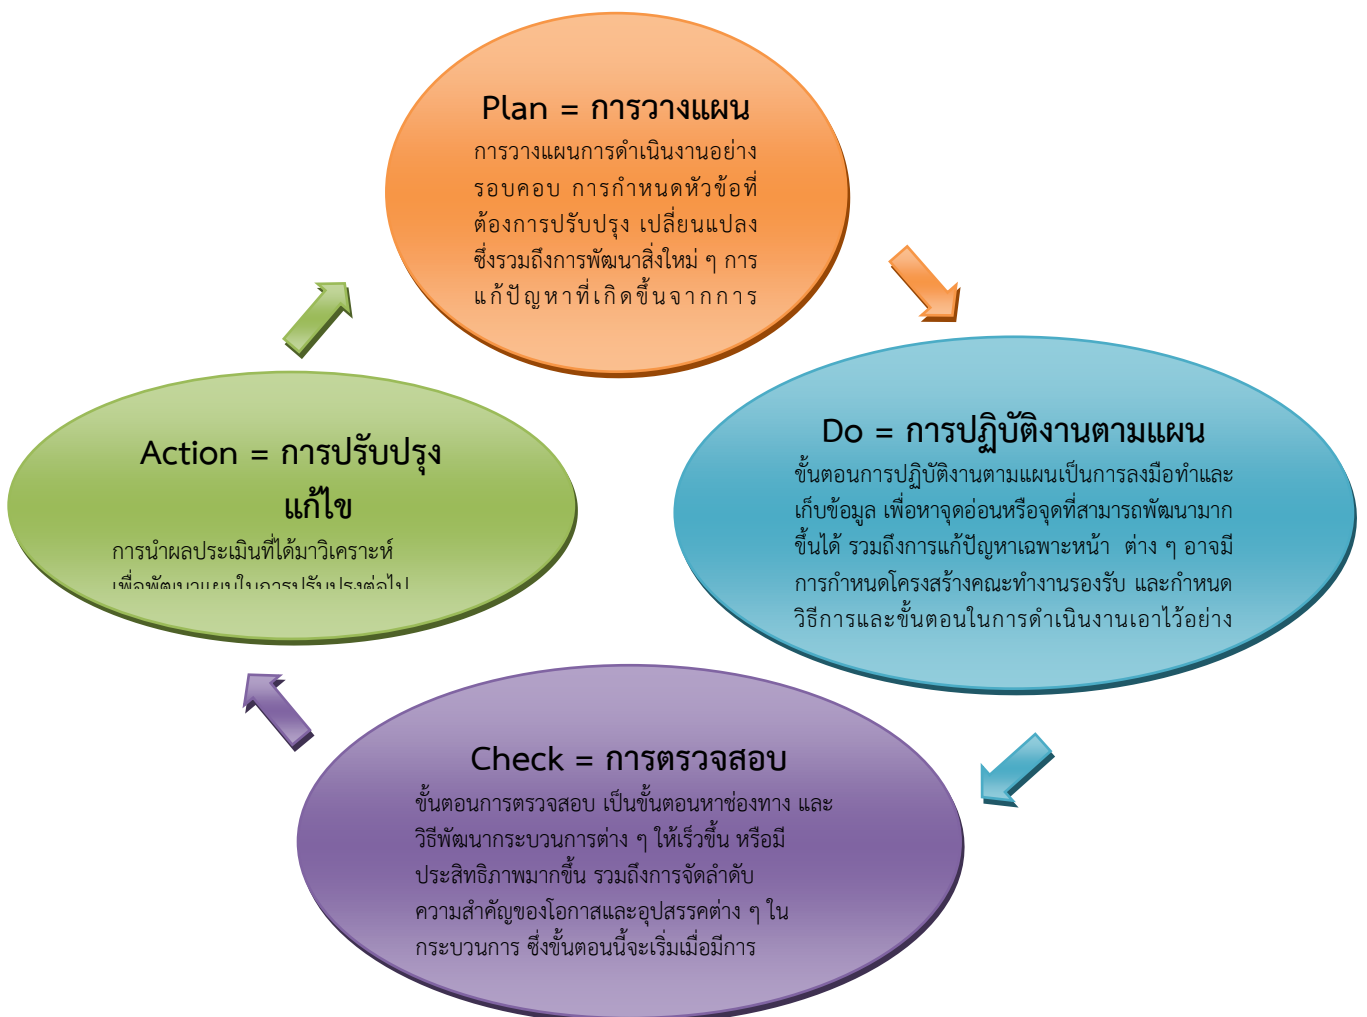 Plan = การวางแผน
การวางแผนการดำเนินงานอย่าง
รอบคอบ การกำหนดหัวข้อที่
ต้องการปรับปรุง เปลี่ยนแปลง
ซึ่งรวมถึงการพัฒนาสิ่งใหม่ ๆ การ
แก้ปัญหาที่เกิดขึ้นจากการ
Do = การปฏิบัติงานตามแผน
ขั้นตอนการปฏิบัติงานตามแผนเป็นการลงมือทำและ
เก็บข้อมูล เพื่อหาจุดอ่อนหรือจุดที่สามารถพัฒนามาก
ขึ้นได้ รวมถึงการแก้ปัญหาเฉพาะหน้า ต่าง ๆ อาจมี
การกำหนดโครงสร้างคณะทำงานรองรับ และกำหนด
วิธีการและขั้นตอนในการดำเนินงานเอาไว้อย่าง
Check = การตรวจสอบ
ขั้นตอนการตรวจสอบ เป็นขั้นตอนหาช่องทาง และ
วิธีพัฒนากระบวนการต่าง ๆ ให้เร็วขึ้น หรือมี
ประสิทธิภาพมากขึ้น รวมถึงการจัดลำดับ
ความสำคัญของโอกาสและอุปสรรคต่าง ๆ ใน
กระบวนการ ซึ่งขั้นตอนนี้จะเริ่มเมื่อมีการ
Action = การปรับปรุง
แก้ไข
การนำผลประเมินที่ได้มาวิเคราะห์
เพื่อพัฒนาแผนในการปรับปรุงต่อไป